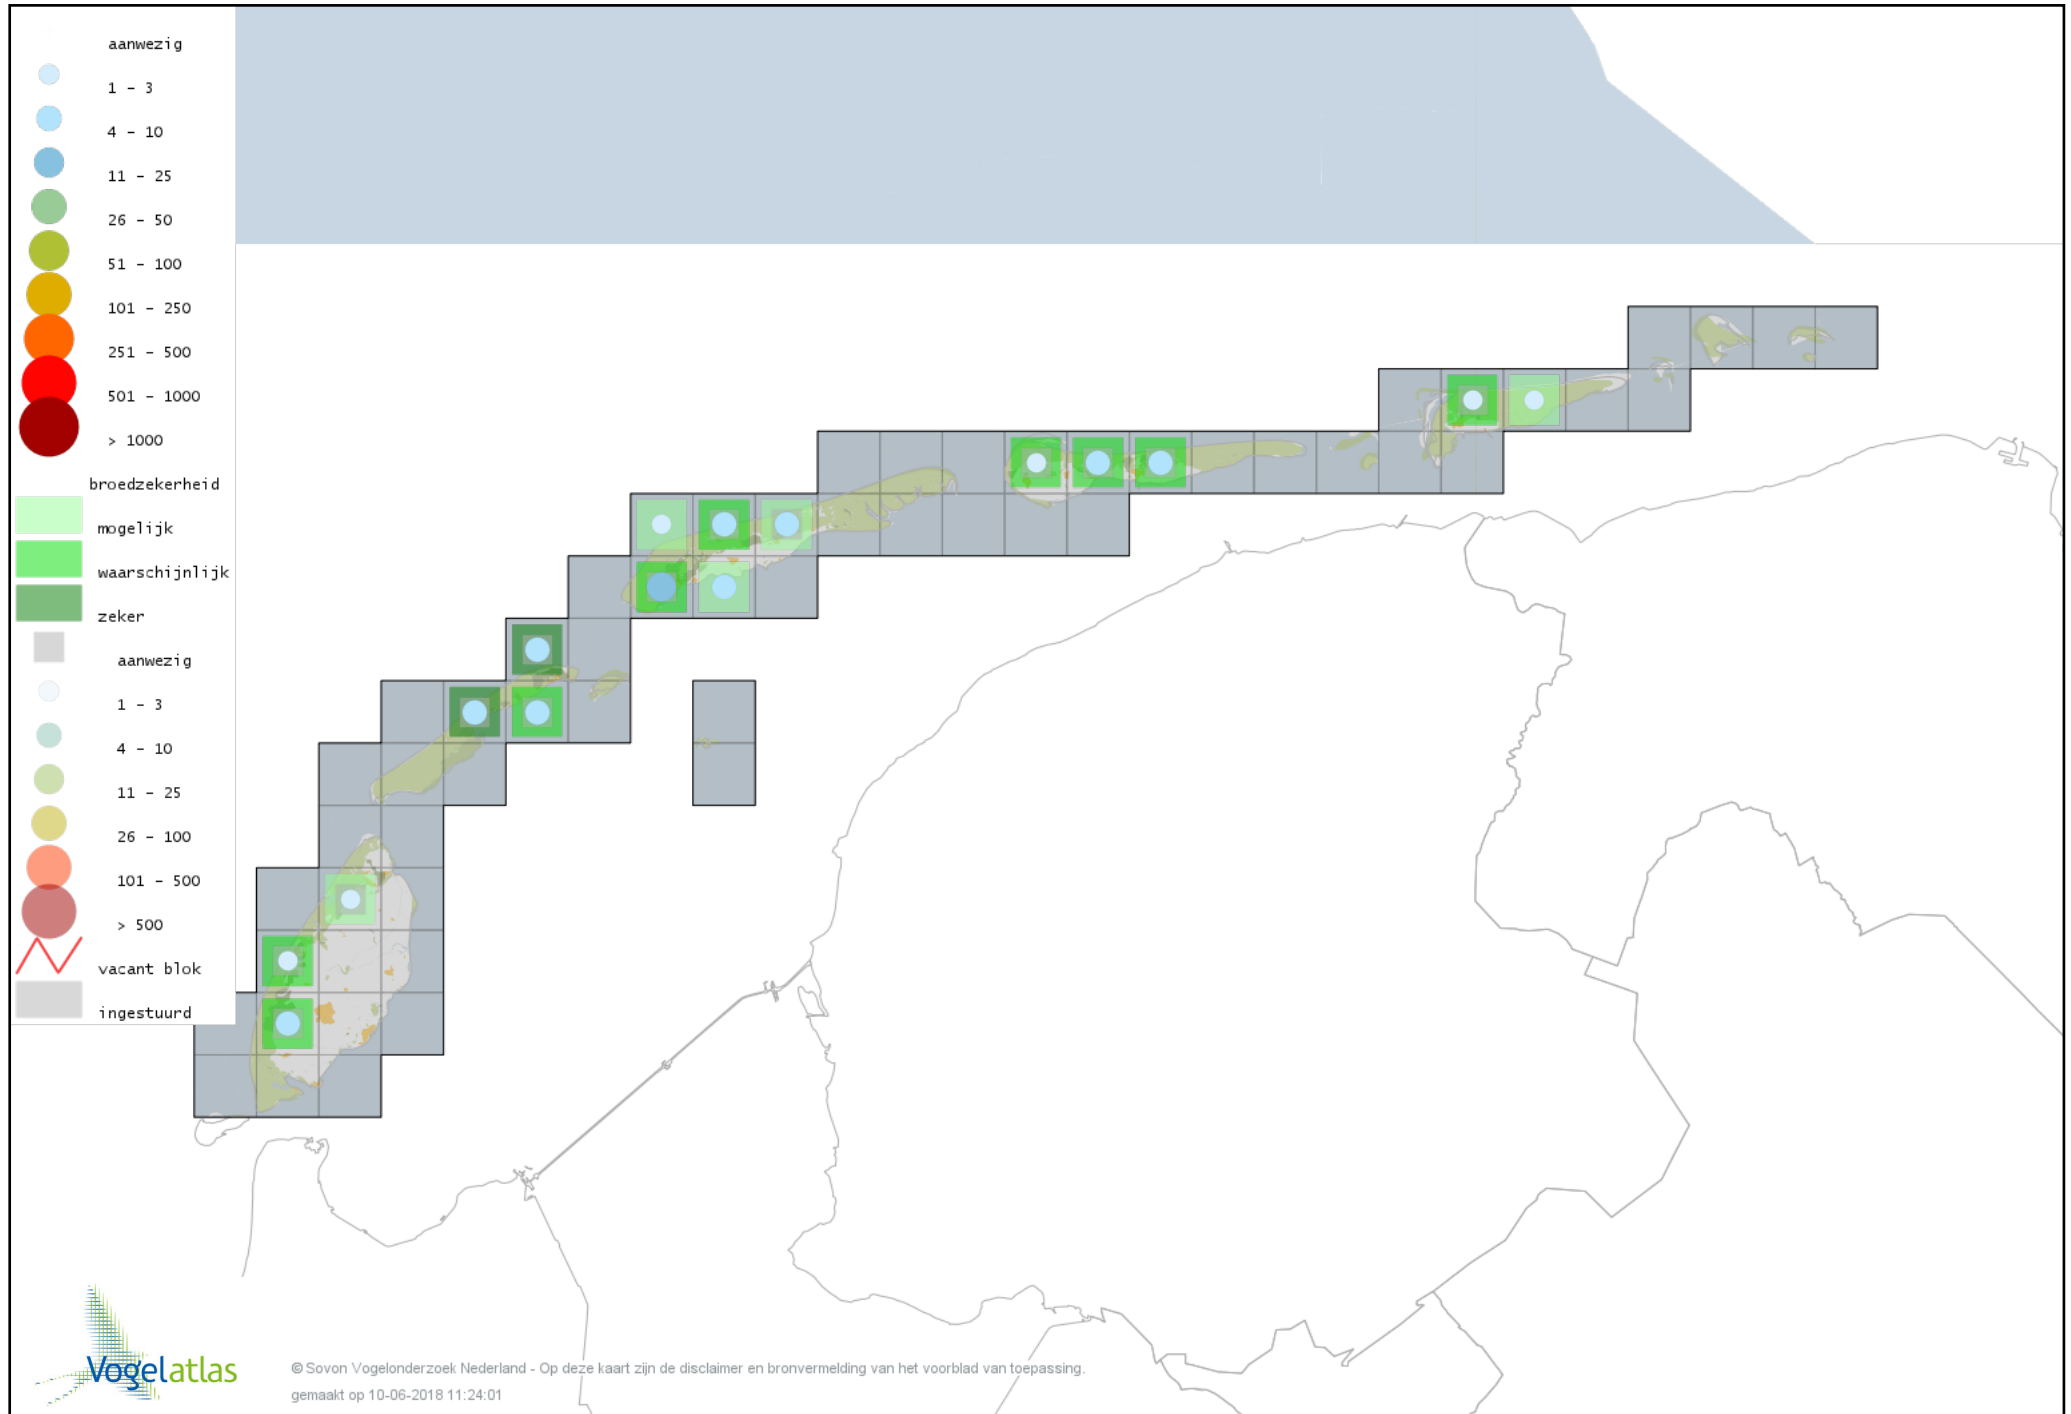 aanwezig
1 - 3
4 - 10
11 - 25
26 - 50
51 - 100
101 - 250
251 - 500
501 - 1000
> 1000
broedzekerheid
mogelijk
waarschijnlijk
zeker
aanwezig
1 - 3
4 - 10
11 - 25
26 - 100
101 - 500
> 500
vacant blok
ingestuurd
Vogelatlas
© Sovon Vogelonderzoek Nederland - Op deze kaart zijn de disclaimer en bronvermelding van het voorblad van toepassing.
gemaakt op 10-06-2018 11:24:01